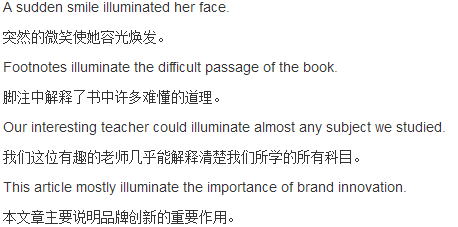 A sudden smile illuminated her face.
突然的微笑使她容光焕发。
Footnotes illuminate the difficult passage of the book.
脚注中解释了书中许多难懂的道理。
Our interesting teacher could illuminate almost any subject we studied.
我们这位有趣的老师几乎能解释清楚我们所学的所有科目。
This article mostly illuminate the importance of brand innovation.
本文章主要说明品牌创新的重要作用。